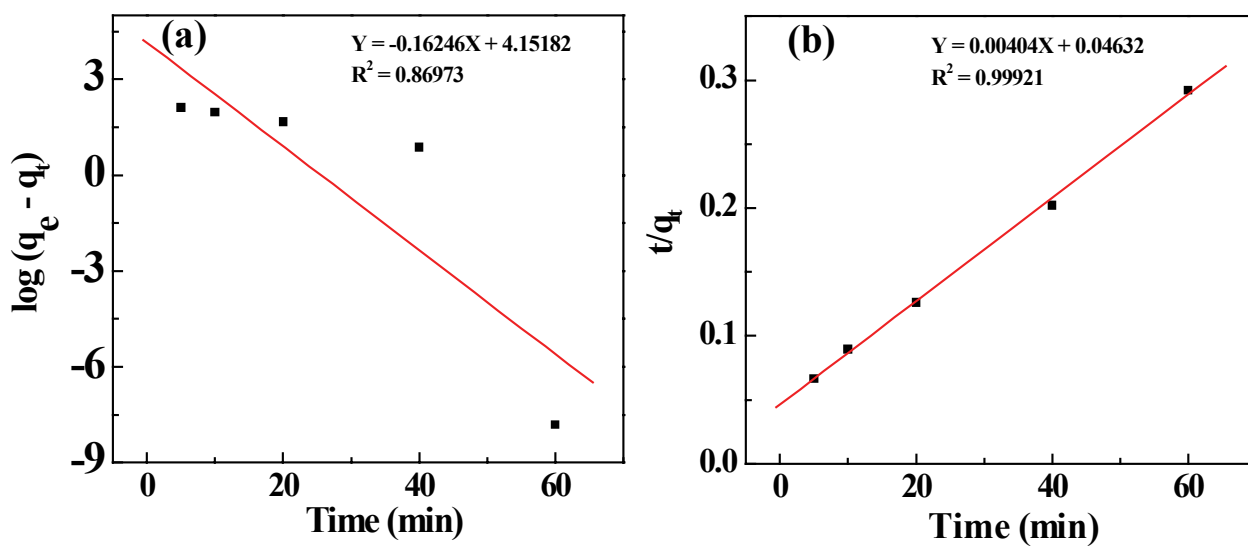 (a)
Y = -0.16246X + 4.15182
R² = 0.86973
3
0
-3
-6
-9
log (qₑ - qₜ)
0 20 40 60
Time (min)
(b)
Y = 0.00404X + 0.04632
R² = 0.99921
0.3
0.2
0.1
0.0
t/qₜ
0 20 40 60
Time (min)